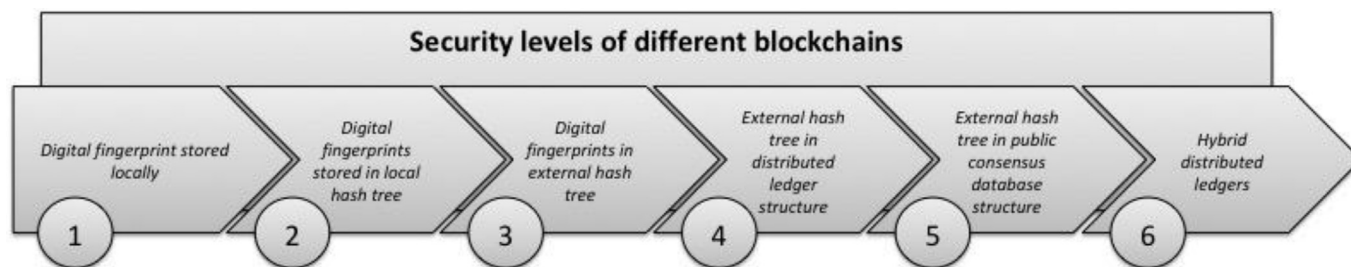 Security levels of different blockchains
Digital fingerprint stored
locally
1
Digital
fingerprints
stored in local
hash tree
2
Digital
fingerprints in
external hash
tree
3
External hash
tree in
distributed
ledger
structure
4
External hash
tree in public
consensus
database
structure
5
Hybrid
distributed
ledgers
6